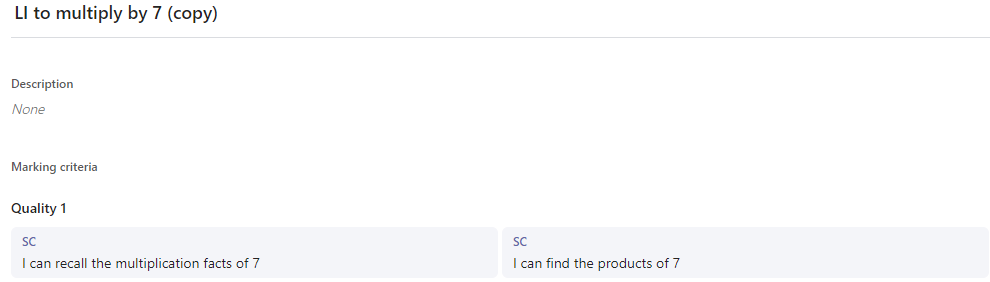 LI to multiply by 7 (copy)
Description
None
Marking criteria
Quality 1
SC
I can recall the multiplication facts of 7
SC
I can find the products of 7